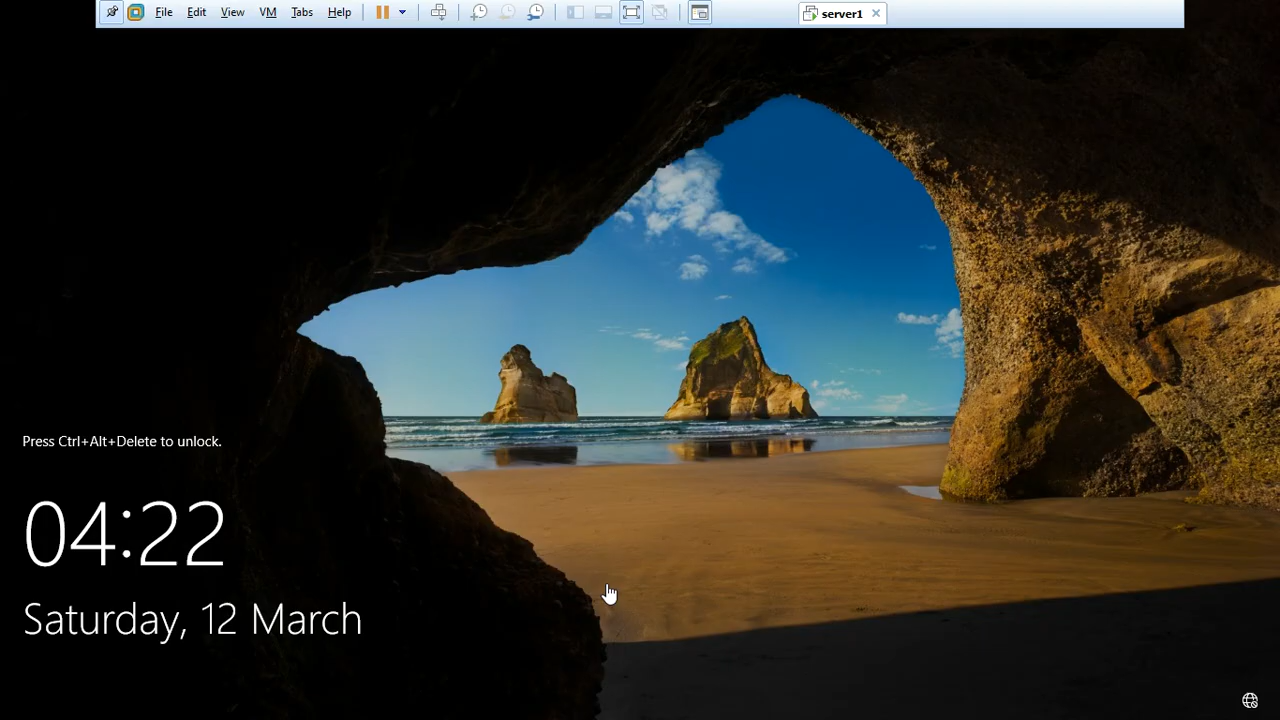 File Edit View VM Tabs Help server1
Press Ctrl+Alt+Delete to unlock.
04:22
Saturday, 12 March